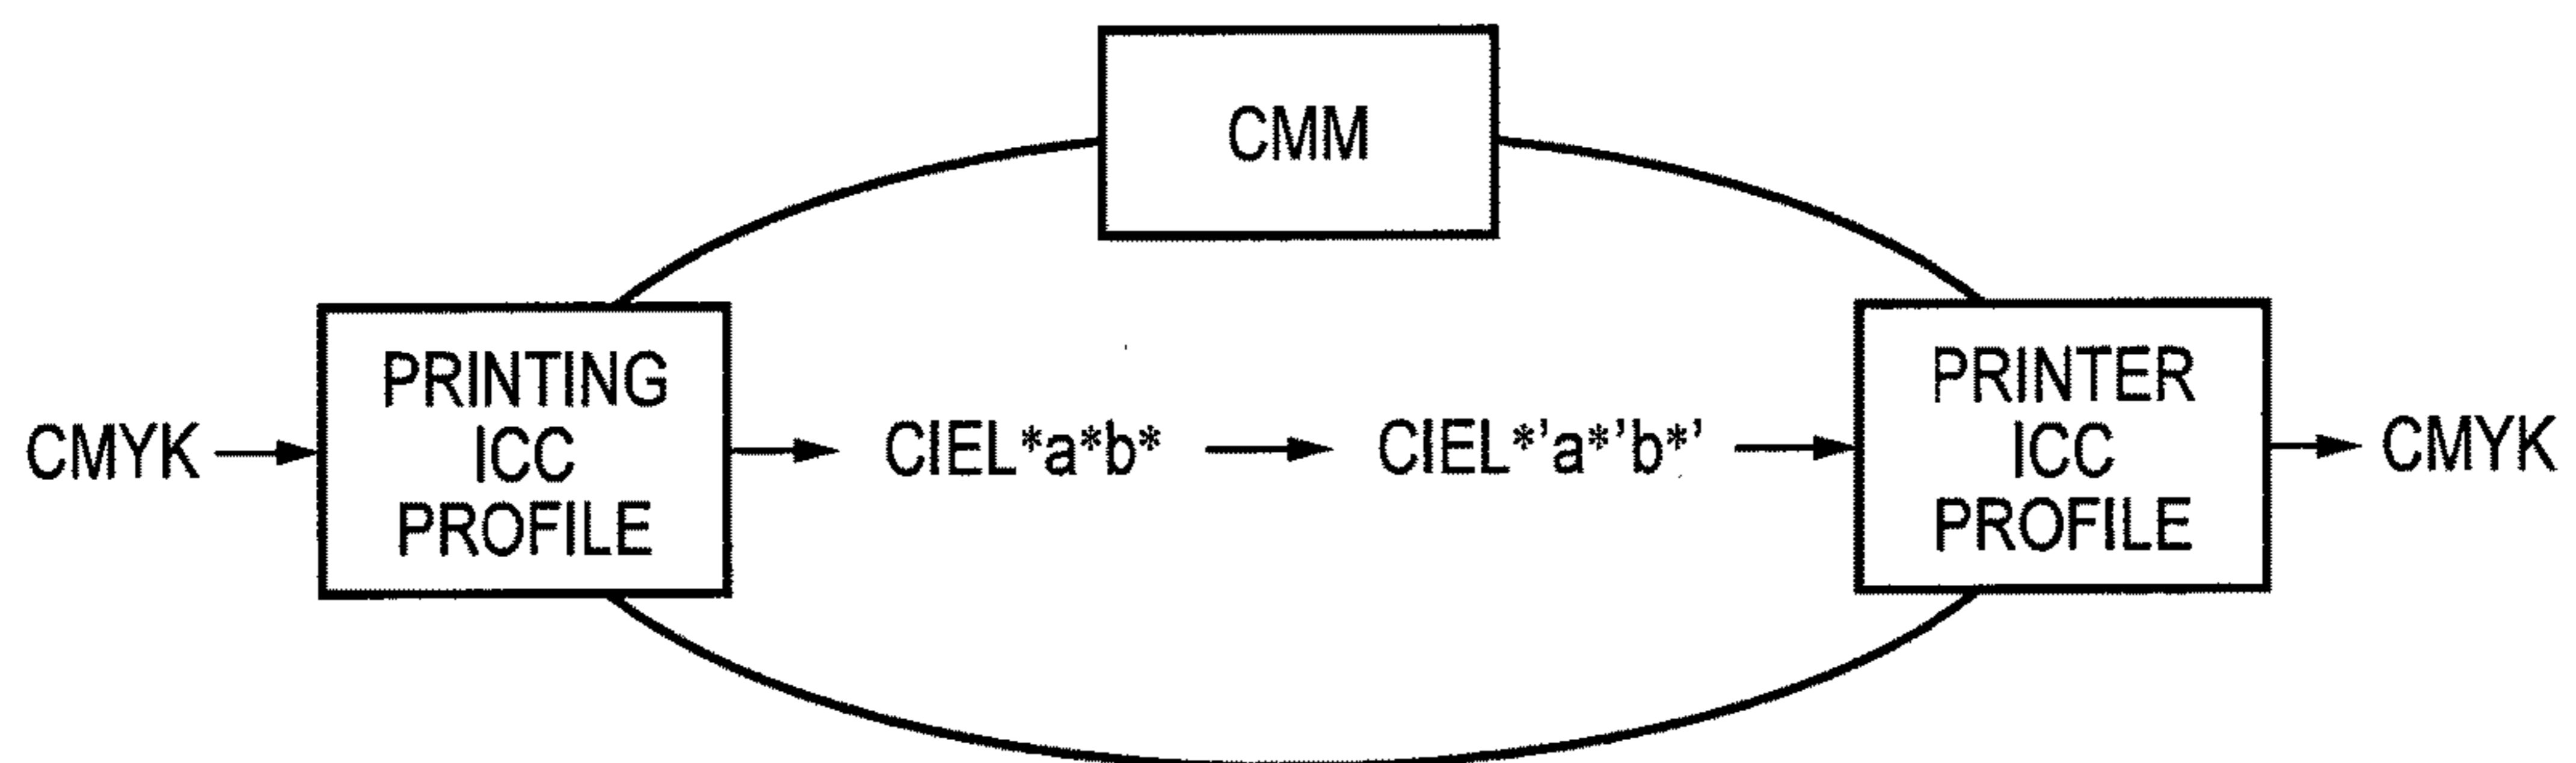 CMM
PRINTING
ICC
PROFILE
PRINTER
ICC
PROFILE
CMYK
CIEL*a*b*
CIEL*'a*'b*'
CMYK